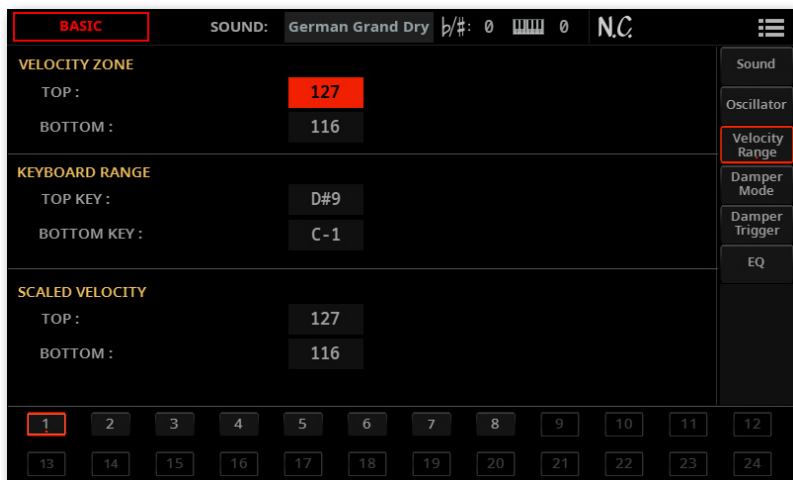 BASIC SOUND: German Grand Dry ♭/#: 0 0 N.C.
VELOCITY ZONE
TOP : 127
BOTTOM : 116
KEYBOARD RANGE
TOP KEY : D#9
BOTTOM KEY : C-1
SCALED VELOCITY
TOP : 127
BOTTOM : 116
Sound
Oscillator
Velocity
Range
Damper
Mode
Damper
Trigger
EQ
1 2 3 4 5 6 7 8 9 10 11 12
13 14 15 16 17 18 19 20 21 22 23 24